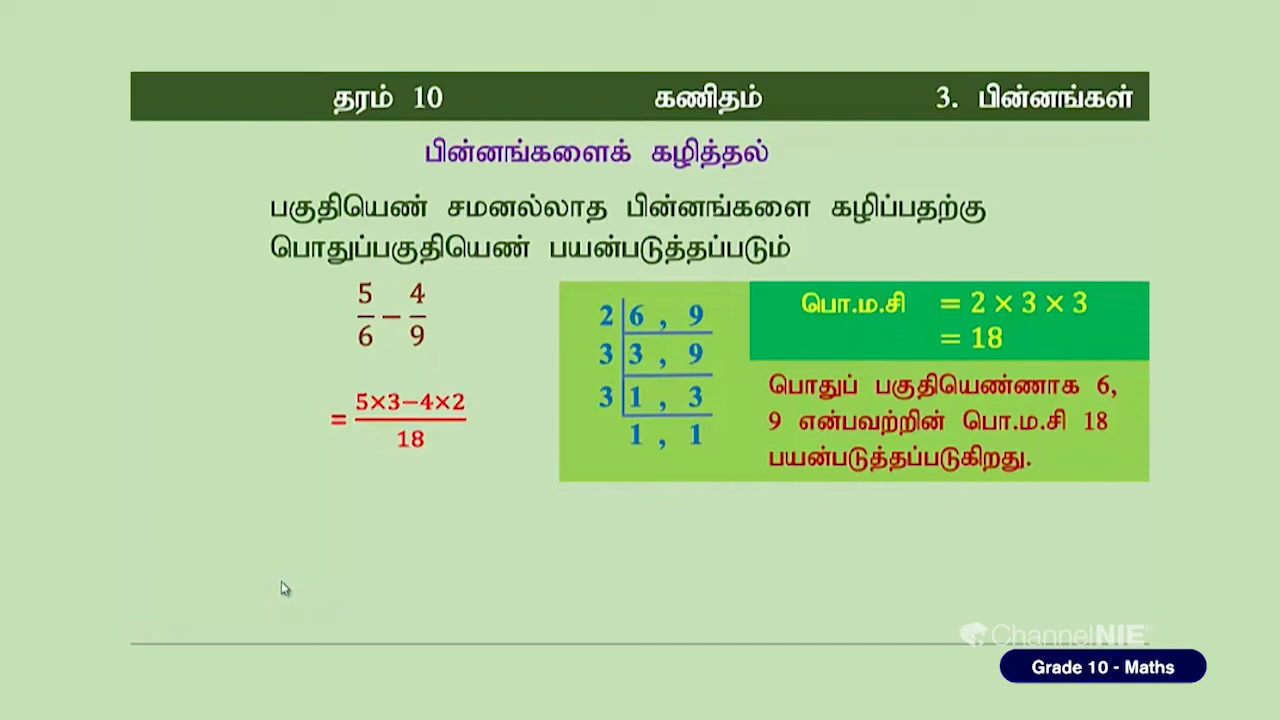 தரம் 10 கணிதம் 3. பின்னங்கள்
பின்னங்களைக் கழித்தல்
பகுதியெண் சமனல்லாத பின்னங்களை கழிப்பதற்கு
பொதுப்பகுதியெண் பயன்படுத்தப்படும்
5/6 − 4/9
= 5×3−4×2/18
2 6 , 9
3 3 , 9
3 1 , 3
1 , 1
பொ.ம.சி = 2 × 3 × 3
= 18
பொதுப் பகுதியெண்ணாக 6,
9 என்பவற்றின் பொ.ம.சி 18
பயன்படுத்தப்படுகிறது.
ChannelNIE
Grade 10 - Maths